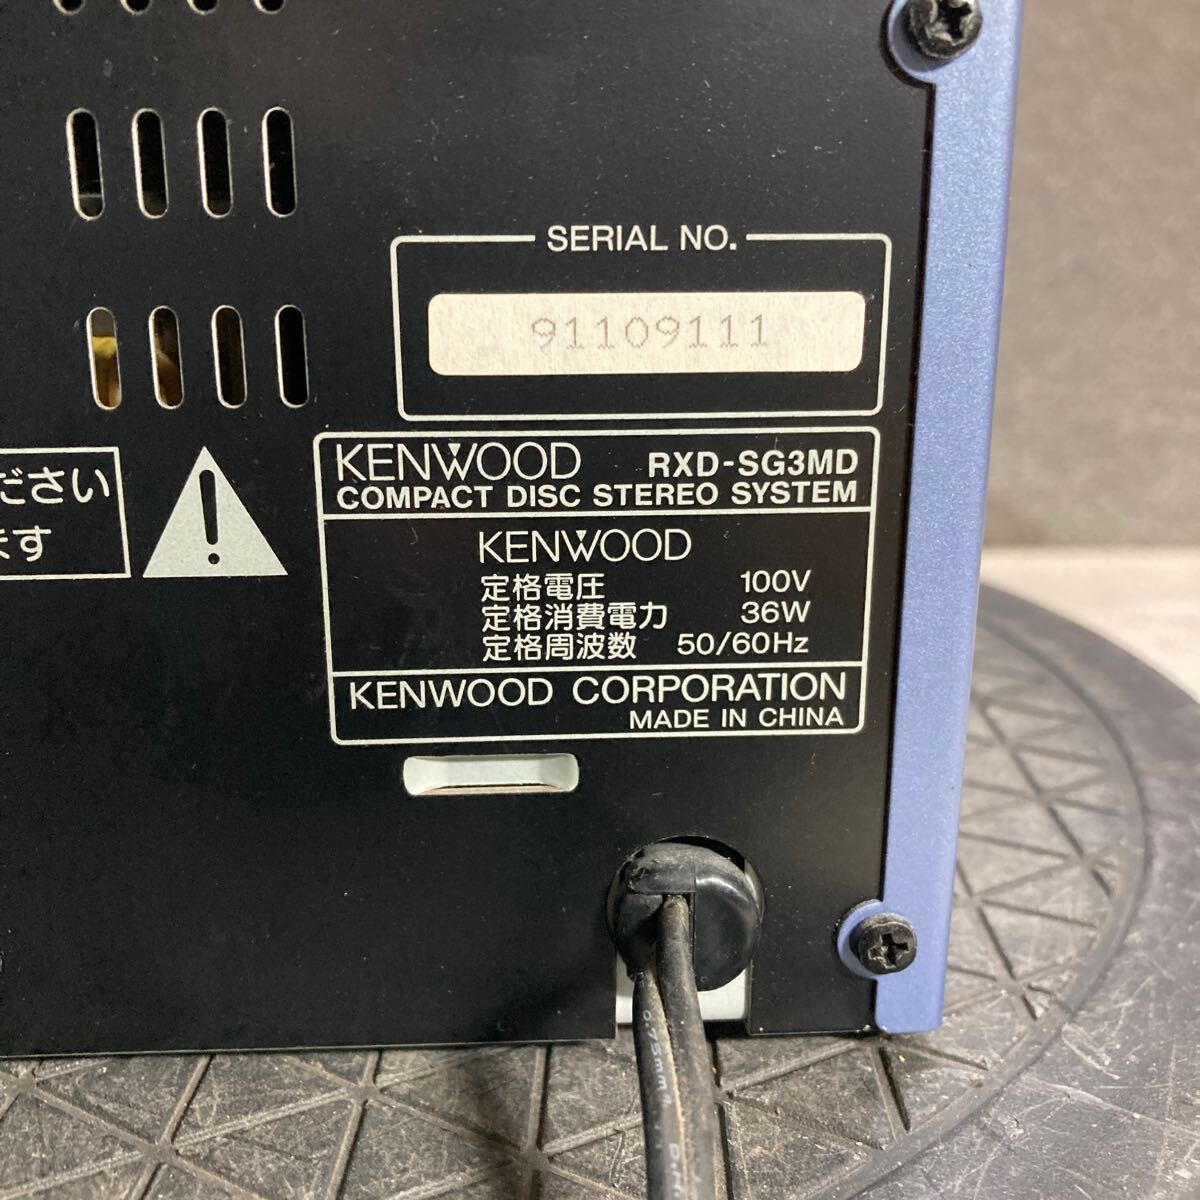 SERIAL NO.
91109111
ださい
ます
KENWOOD RXD-SG3MD
COMPACT DISC STEREO SYSTEM
KENWOOD
定格電圧 100V
定格消費電力 36W
定格周波数 50/60Hz
KENWOOD CORPORATION
MADE IN CHINA
0.75mm²